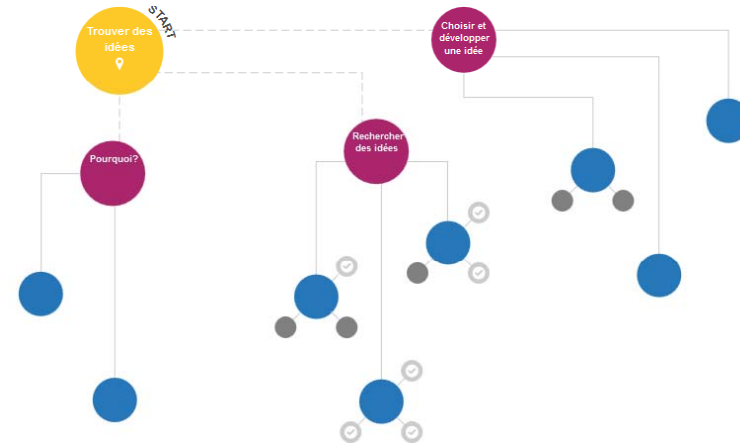 START
Trouver des
idées
Choisir et
développer
une idée
Pourquoi?
Rechercher
des idées